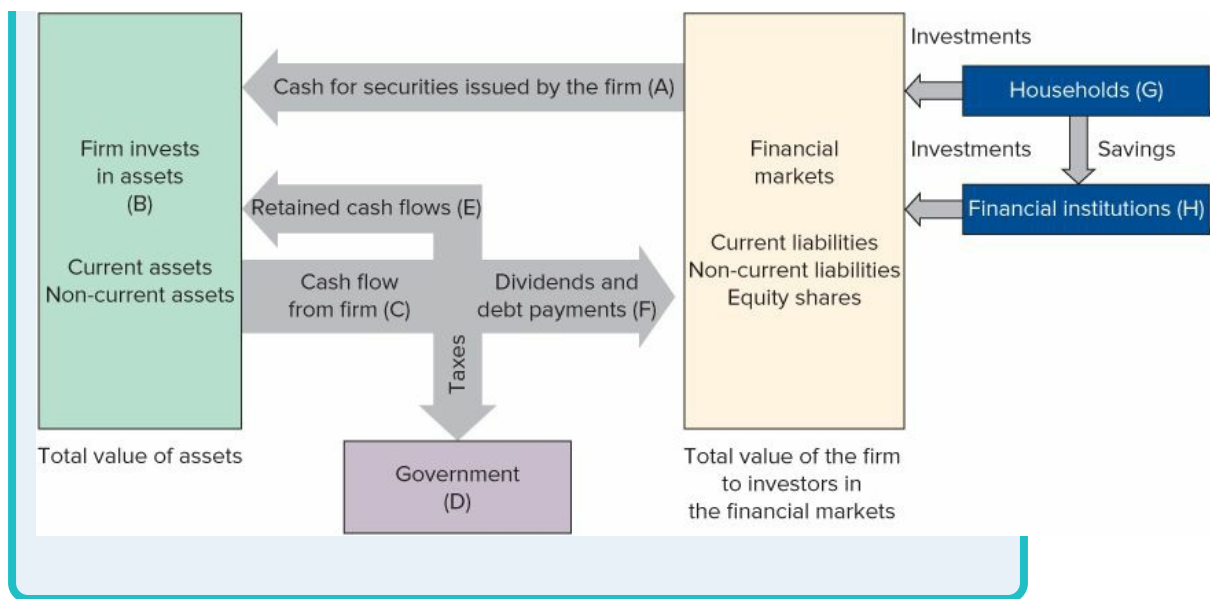 Investments
Cash for securities issued by the firm (A)
Households (G)
Firm invests
in assets
(B)
Financial
markets
Investments
Savings
Retained cash flows (E)
Financial institutions (H)
Current assets
Non-current assets
Cash flow
from firm (C)
Dividends and
debt payments (F)
Current liabilities
Non-current liabilities
Equity shares
Taxes
Total value of assets
Government
(D)
Total value of the firm
to investors in
the financial markets